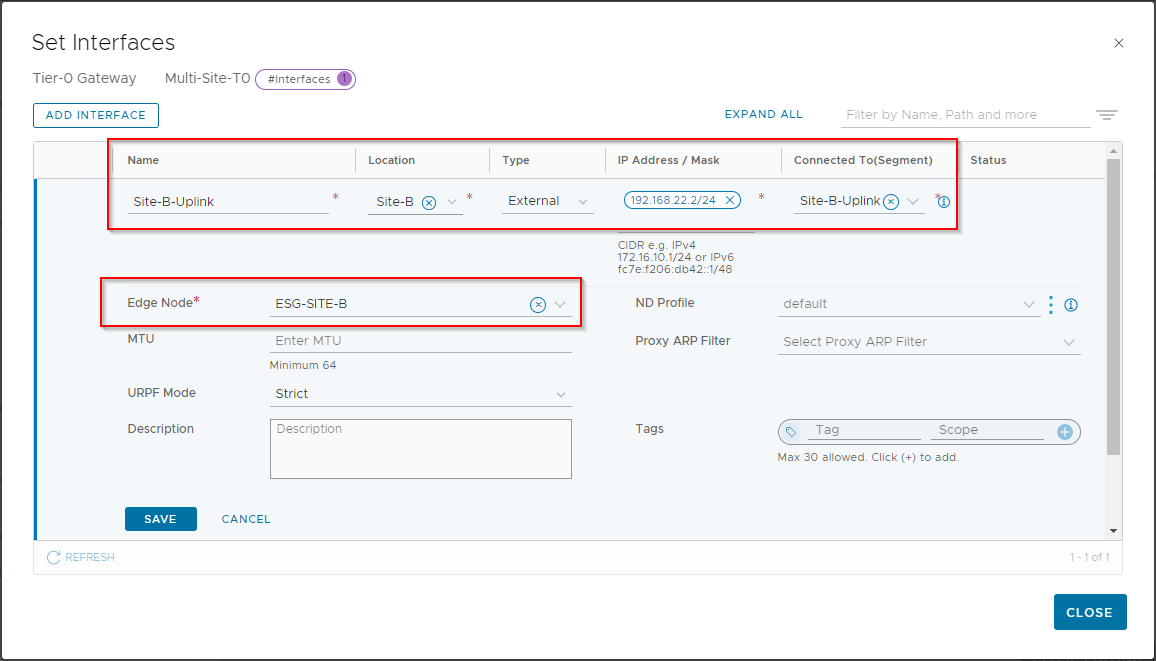 Set Interfaces
Tier-0 Gateway Multi-Site-T0 #Interfaces 1
ADD INTERFACE EXPAND ALL Filter by Name, Path and more
Name Location Type IP Address / Mask Connected To(Segment) Status
Site-B-Uplink * Site-B * External 192.168.22.2/24 * Site-B-Uplink *
CIDR e.g. IPv4
172.16.10.1/24 or IPv6
fc7e:f206:db42::1/48
Edge Node* ESG-SITE-B ND Profile default
MTU Enter MTU Proxy ARP Filter Select Proxy ARP Filter
Minimum 64
URPF Mode Strict
Description Description Tags Tag Scope
Max 30 allowed. Click (+) to add.
SAVE CANCEL
REFRESH 1 - 1 of 1
CLOSE